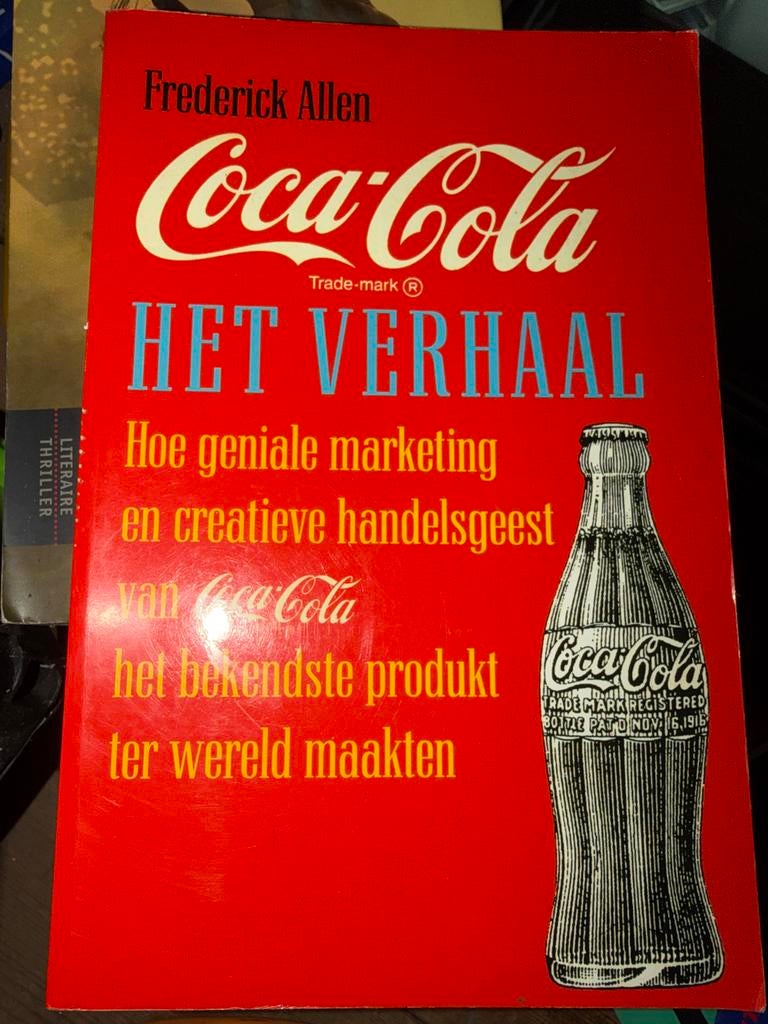 Frederick Allen
Coca-Cola
Trade-mark ®
HET VERHAAL
Hoe geniale marketing
en creatieve handelsgeest
van Coca-Cola
het bekendste produkt
ter wereld maakten
Coca-Cola
TRADE MARK REGISTERED
BOTTLE PAT'D NOV. 16, 1915
LITERAIRE
THRILLER